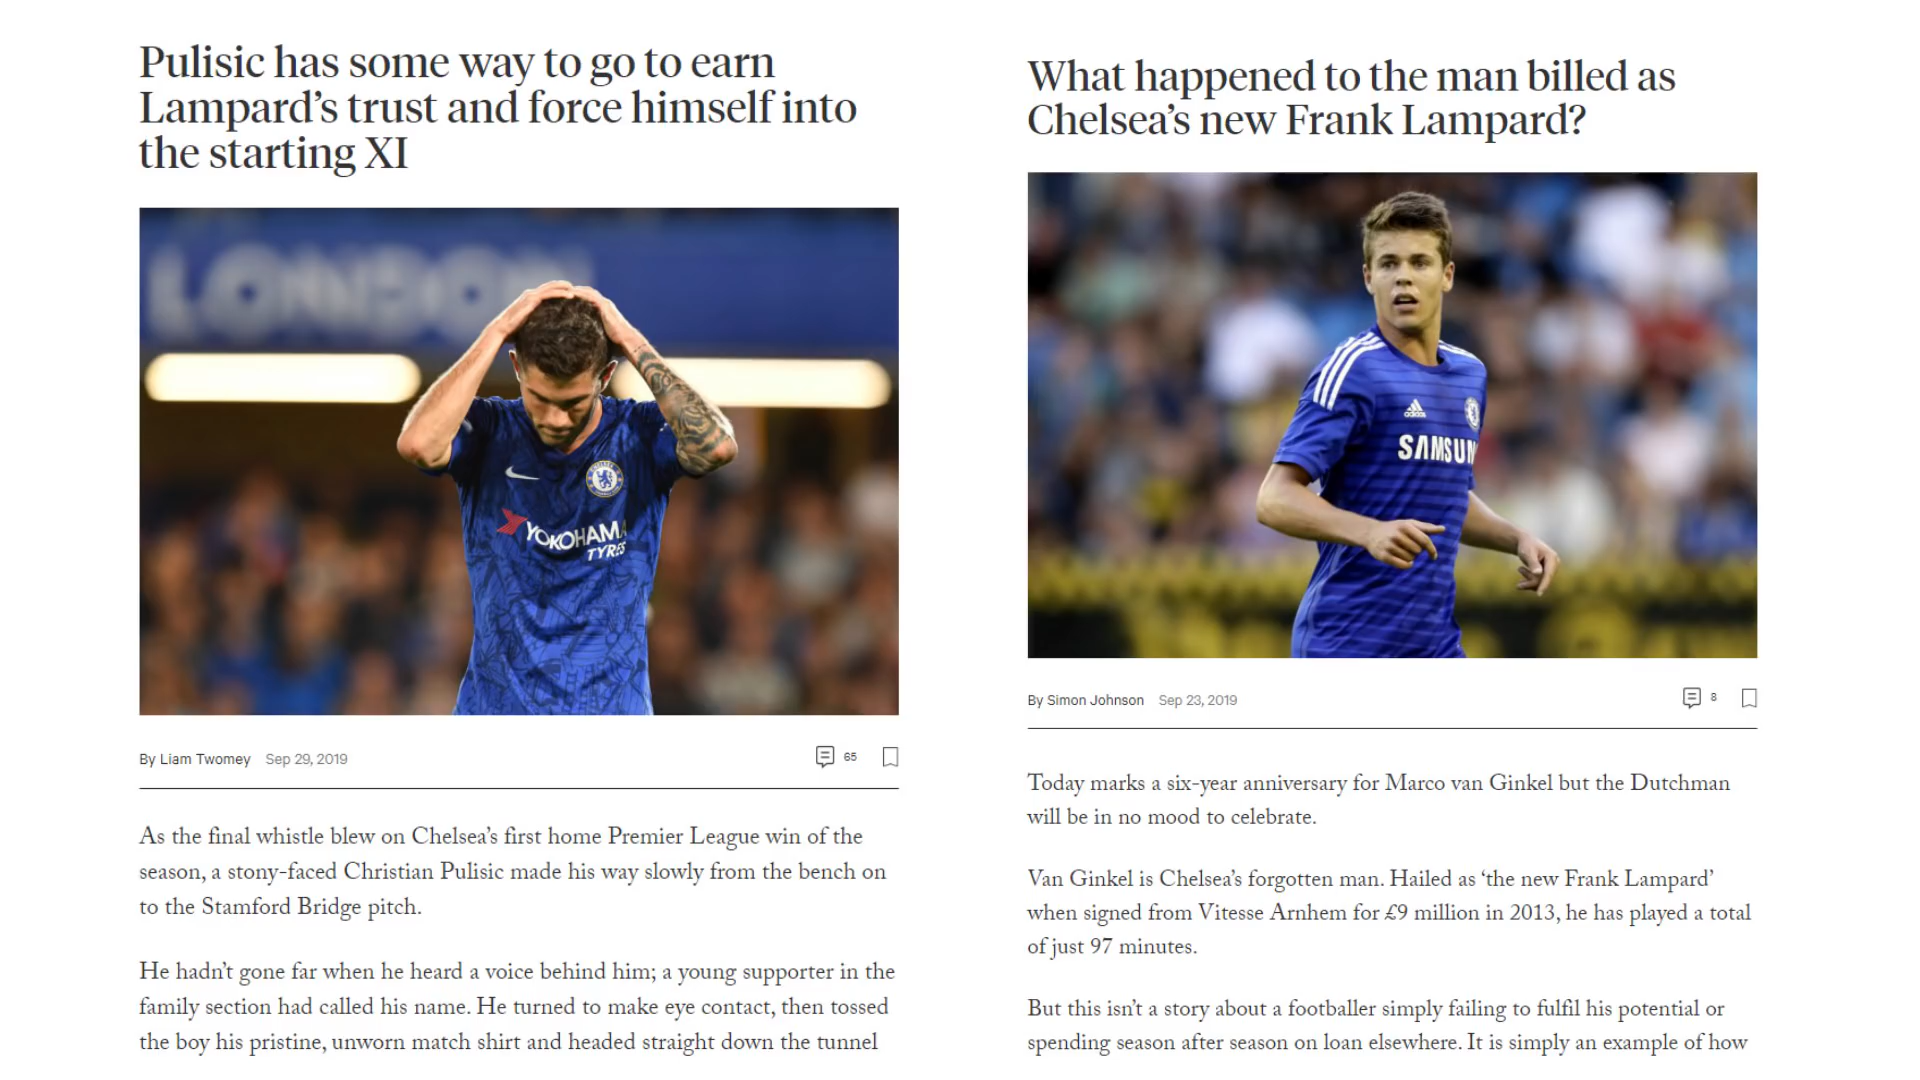 Pulisic has some way to go to earn
Lampard’s trust and force himself into
the starting XI
LONDON
YOKOHAMA
TYRES
By Liam Twomey Sep 29, 2019
65
As the final whistle blew on Chelsea’s first home Premier League win of the
season, a stony-faced Christian Pulisic made his way slowly from the bench on
to the Stamford Bridge pitch.
He hadn’t gone far when he heard a voice behind him; a young supporter in the
family section had called his name. He turned to make eye contact, then tossed
the boy his pristine, unworn match shirt and headed straight down the tunnel
What happened to the man billed as
Chelsea’s new Frank Lampard?
adidas
SAMSUN
By Simon Johnson Sep 23, 2019
8
Today marks a six-year anniversary for Marco van Ginkel but the Dutchman
will be in no mood to celebrate.
Van Ginkel is Chelsea’s forgotten man. Hailed as ‘the new Frank Lampard’
when signed from Vitesse Arnhem for £9 million in 2013, he has played a total
of just 97 minutes.
But this isn’t a story about a footballer simply failing to fulfil his potential or
spending season after season on loan elsewhere. It is simply an example of how